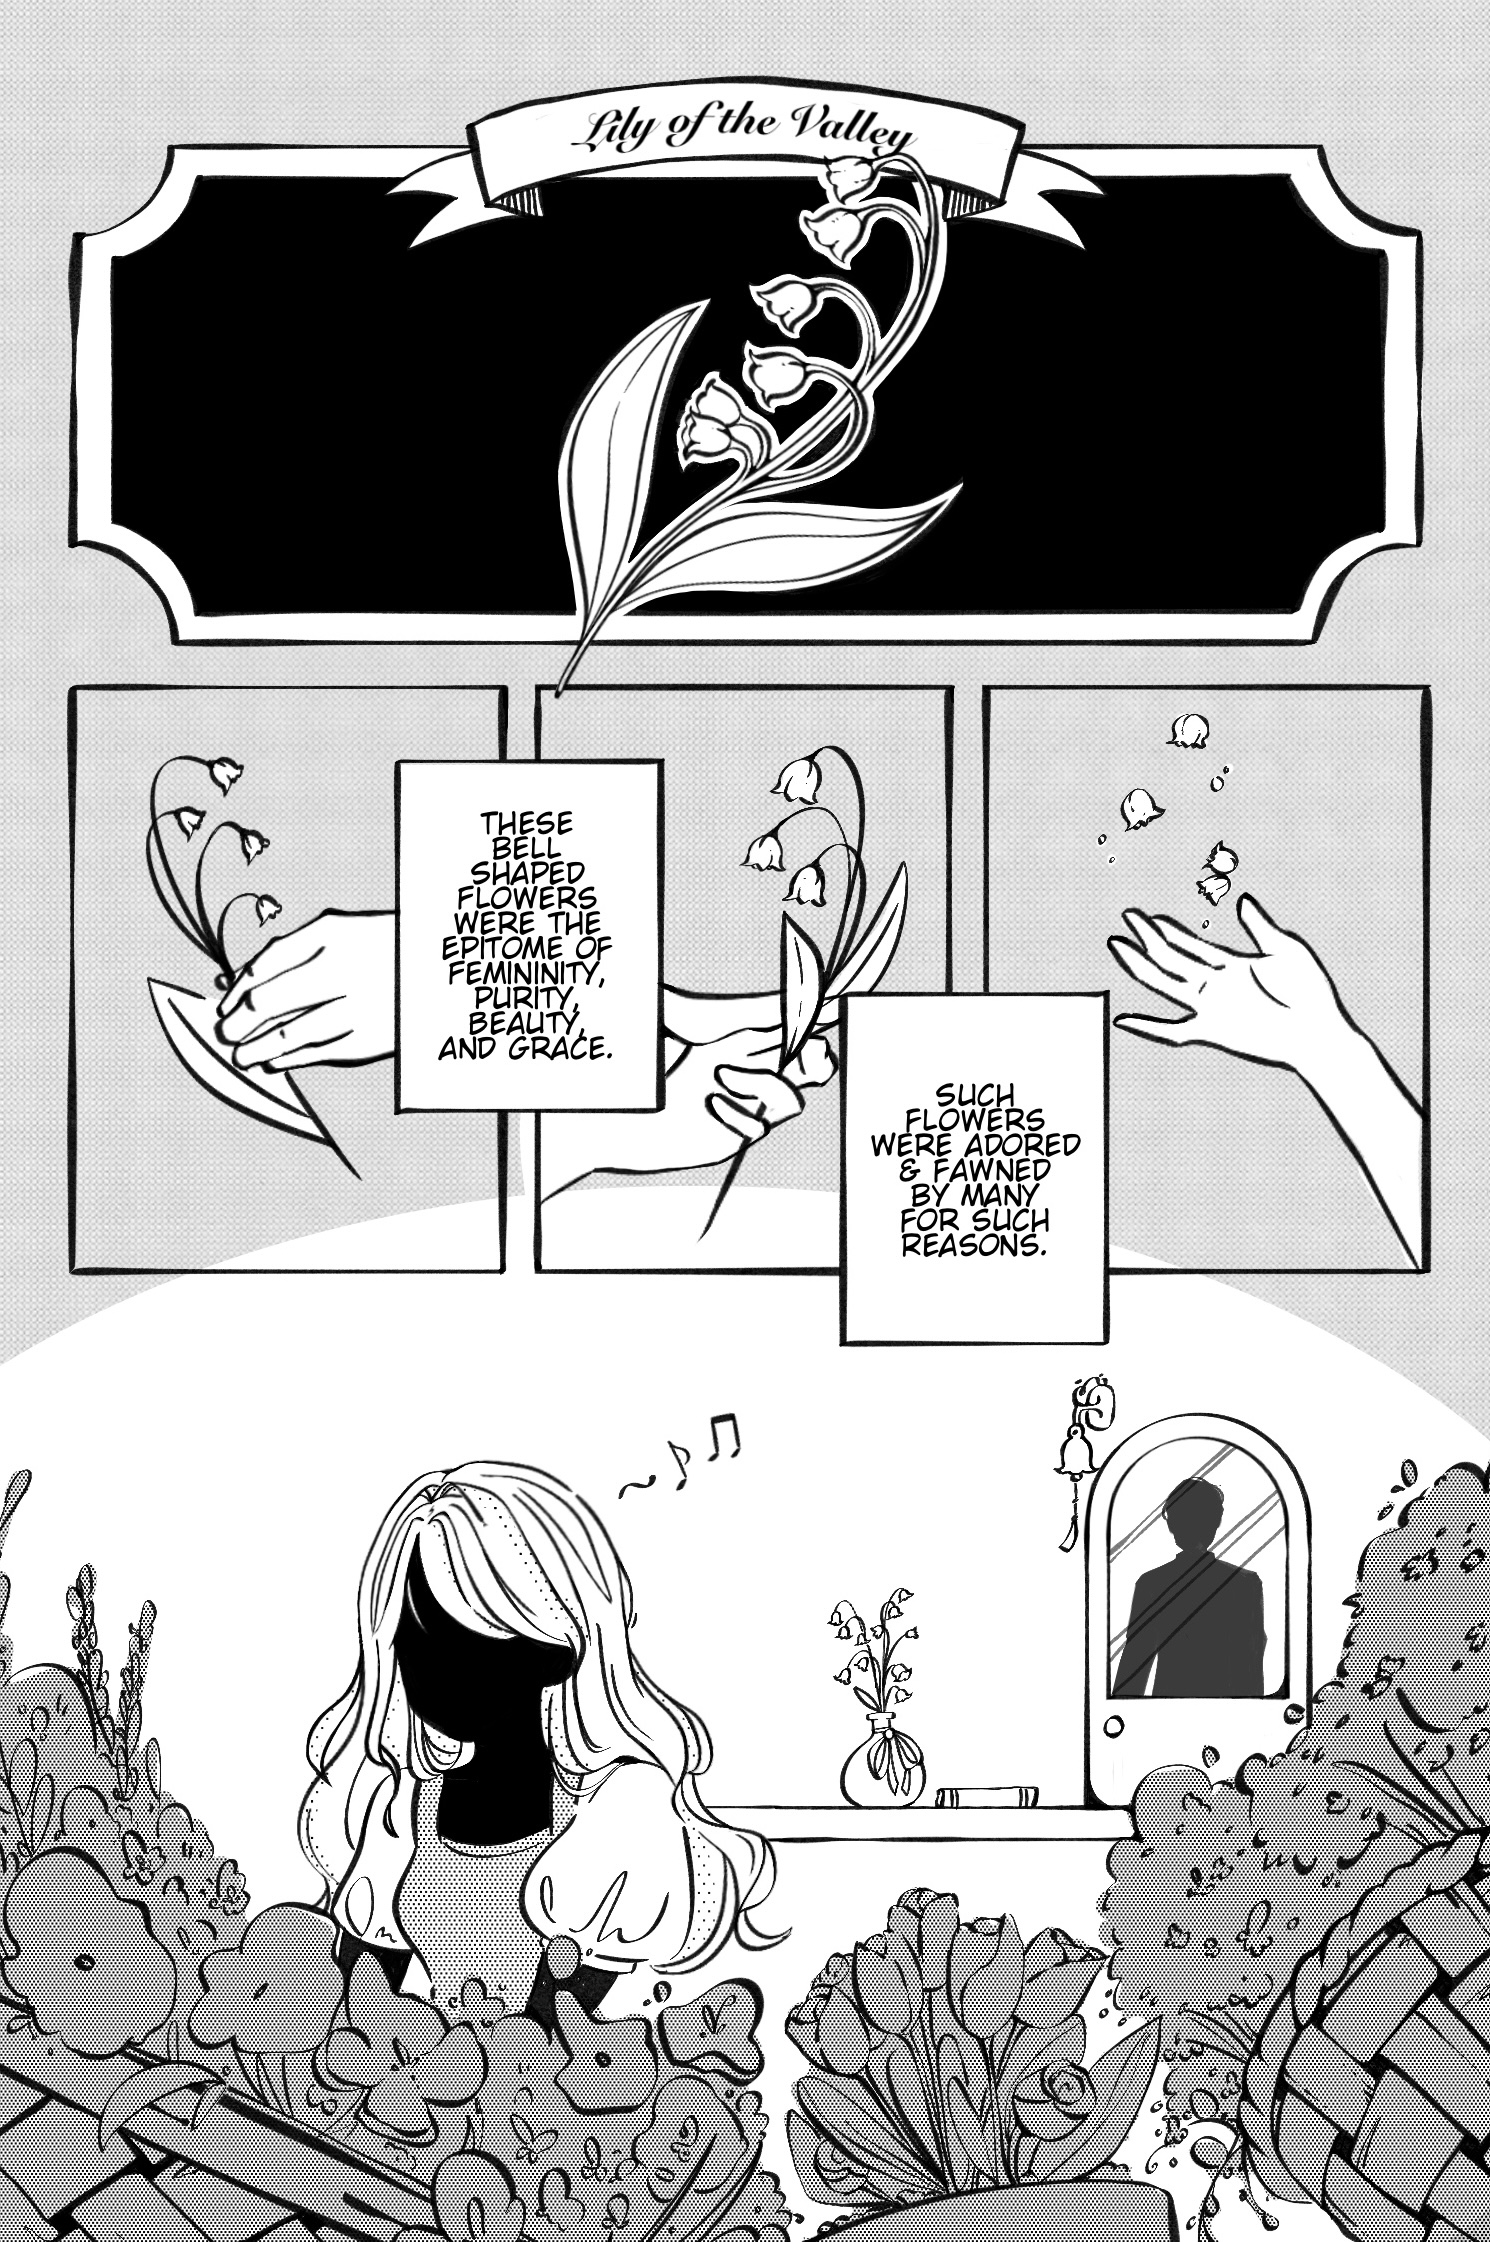 Lily of the Valley
THESE
BELL
SHAPED
FLOWERS
WERE THE
EPITOME OF
FEMININITY,
PURITY,
BEAUTY,
AND GRACE.
SUCH
FLOWERS
WERE ADORED
& FAWNED
BY MANY
FOR SUCH
REASONS.